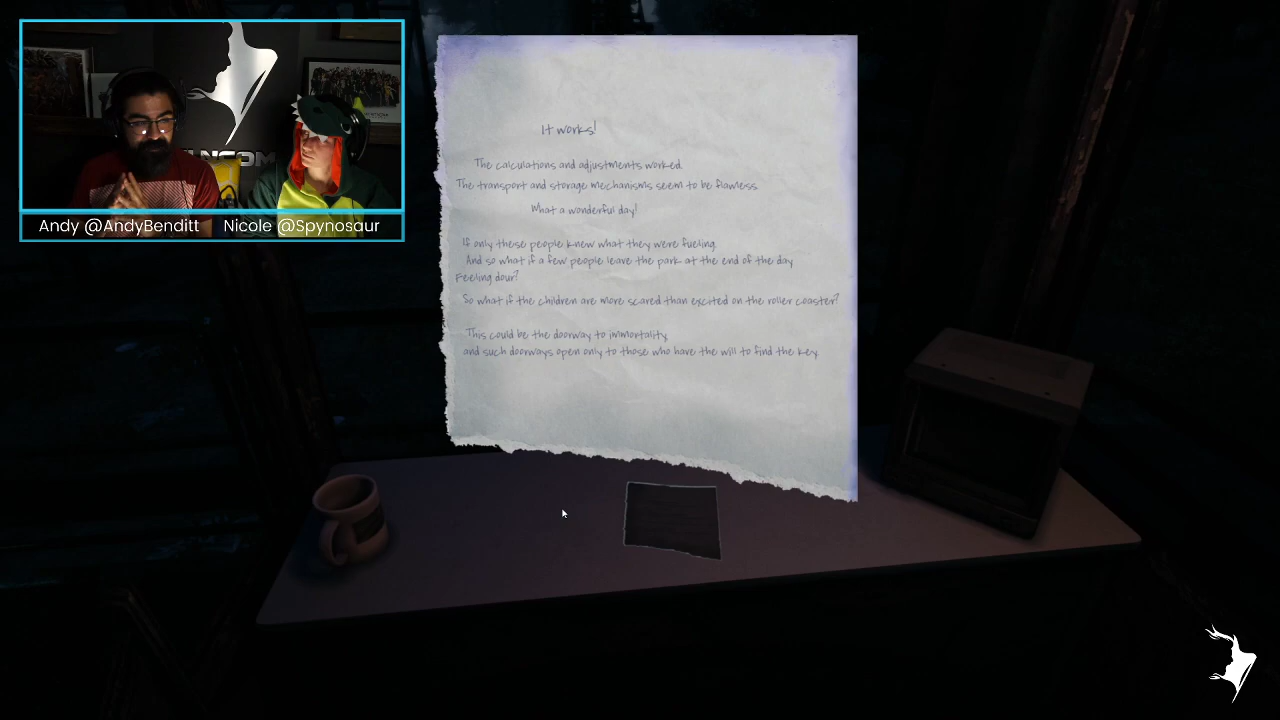 ANCOM
Andy @AndyBenditt Nicole @Spynosaur
It works!
The calculations and adjustments worked.
The transport and storage mechanisms seem to be flawless.
What a wonderful day!
If only these people knew what they were fueling.
And so what if a few people leave the park at the end of the day
Feeling dour?
So what if the children are more scared than excited on the roller coaster?
This could be the doorway to immortality,
and such doorways open only to those who have the will to find the key.